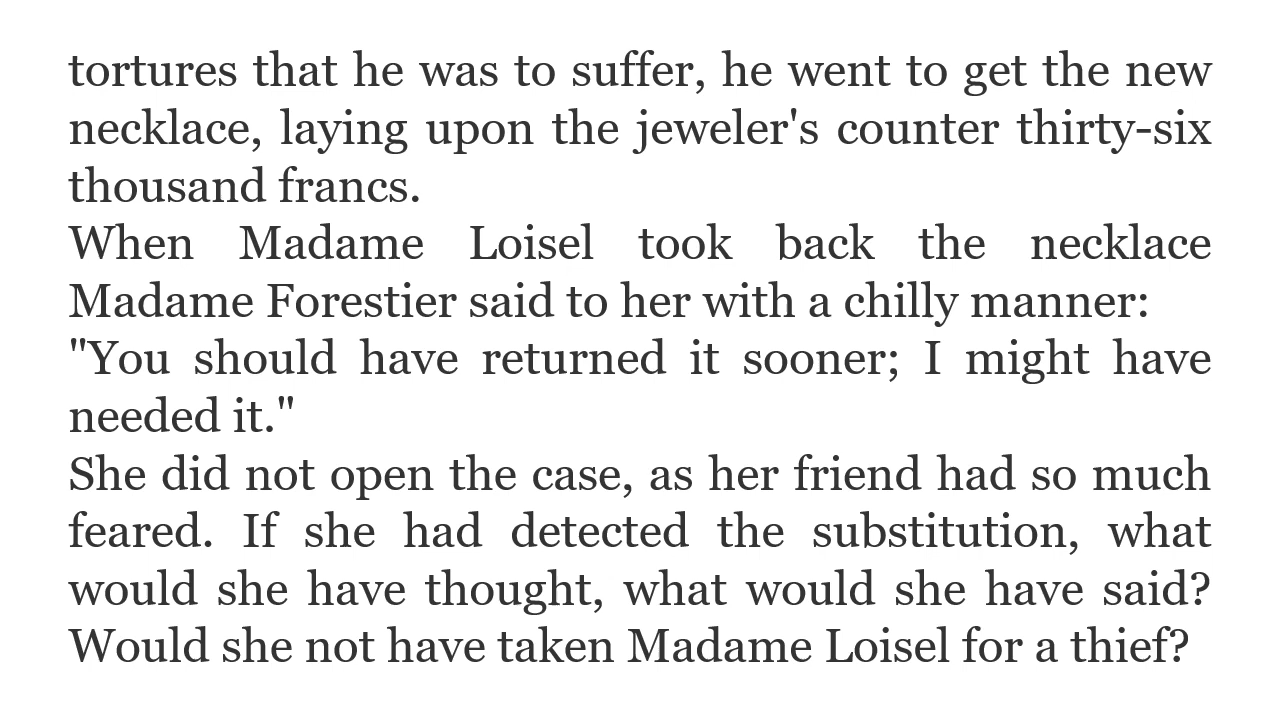 tortures that he was to suffer, he went to get the new
necklace, laying upon the jeweler's counter thirty-six
thousand francs.
When Madame Loisel took back the necklace
Madame Forestier said to her with a chilly manner:
"You should have returned it sooner; I might have
needed it."
She did not open the case, as her friend had so much
feared. If she had detected the substitution, what
would she have thought, what would she have said?
Would she not have taken Madame Loisel for a thief?